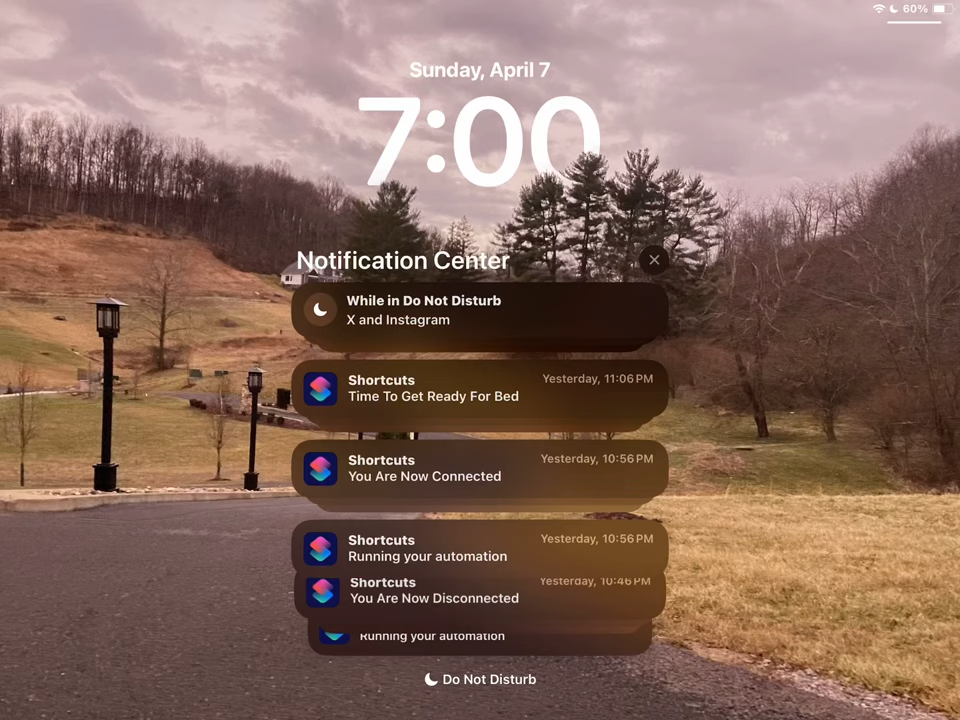 60%
Sunday, April 7
7:00
Notification Center
While in Do Not Disturb
X and Instagram
Shortcuts
Yesterday, 11:06 PM
Time To Get Ready For Bed
Shortcuts
Yesterday, 10:56 PM
You Are Now Connected
Shortcuts
Yesterday, 10:56 PM
Running your automation
Shortcuts
Yesterday, 10:46 PM
You Are Now Disconnected
Running your automation
Do Not Disturb